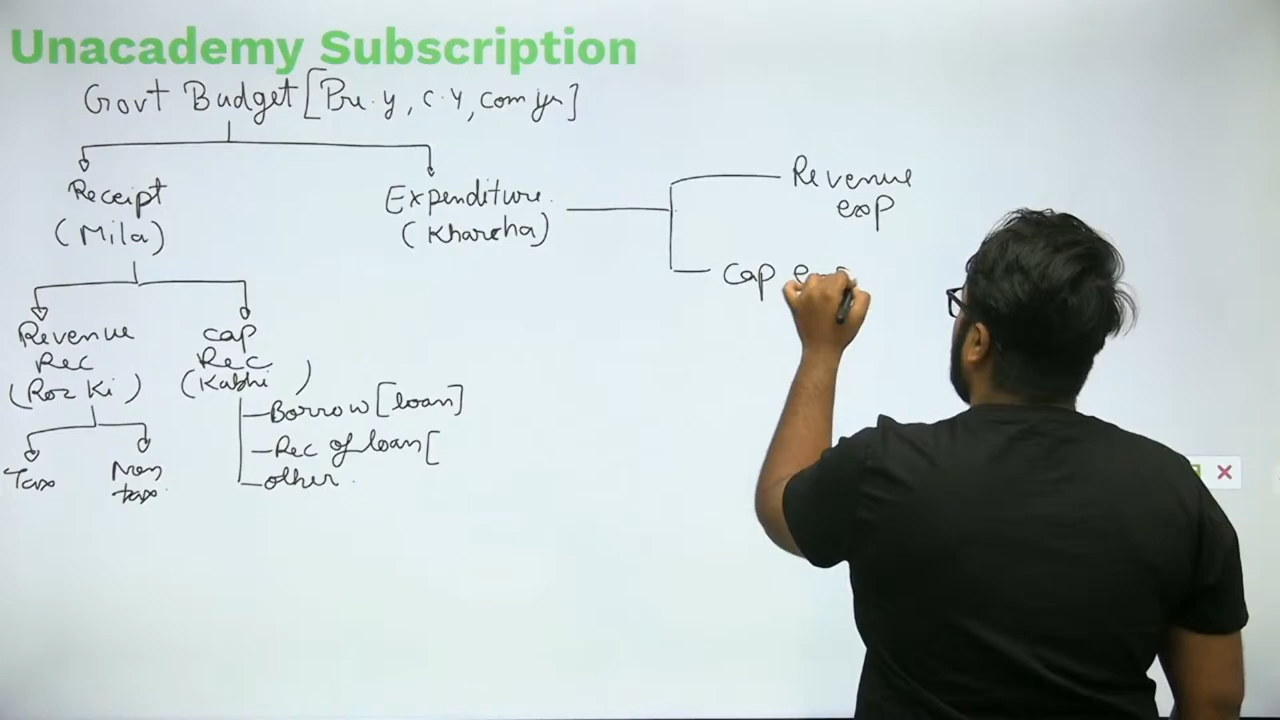 Unacademy Subscription
Govt Budget [Pre.y, c.y, com yr]
Receipt
(Mila)
Expenditure.
(Kharcha)
Revenue
exp
Cap
Revenue
Rec
(Roz Ki)
cap
Rec
(Kabhi )
Borrow [loan]
Rec of loan [
other.
Tax
Non
tax